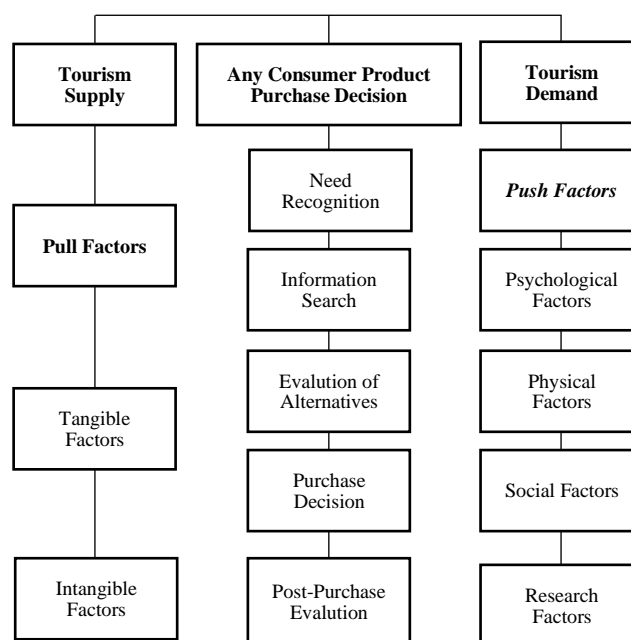 Tourism
Supply
Pull Factors
Tangible
Factors
Intangible
Factors
Any Consumer Product
Purchase Decision
Need
Recognition
Information
Search
Evalution of
Alternatives
Purchase
Decision
Post-Purchase
Evalution
Tourism
Demand
Push Factors
Psychological
Factors
Physical
Factors
Social Factors
Research
Factors